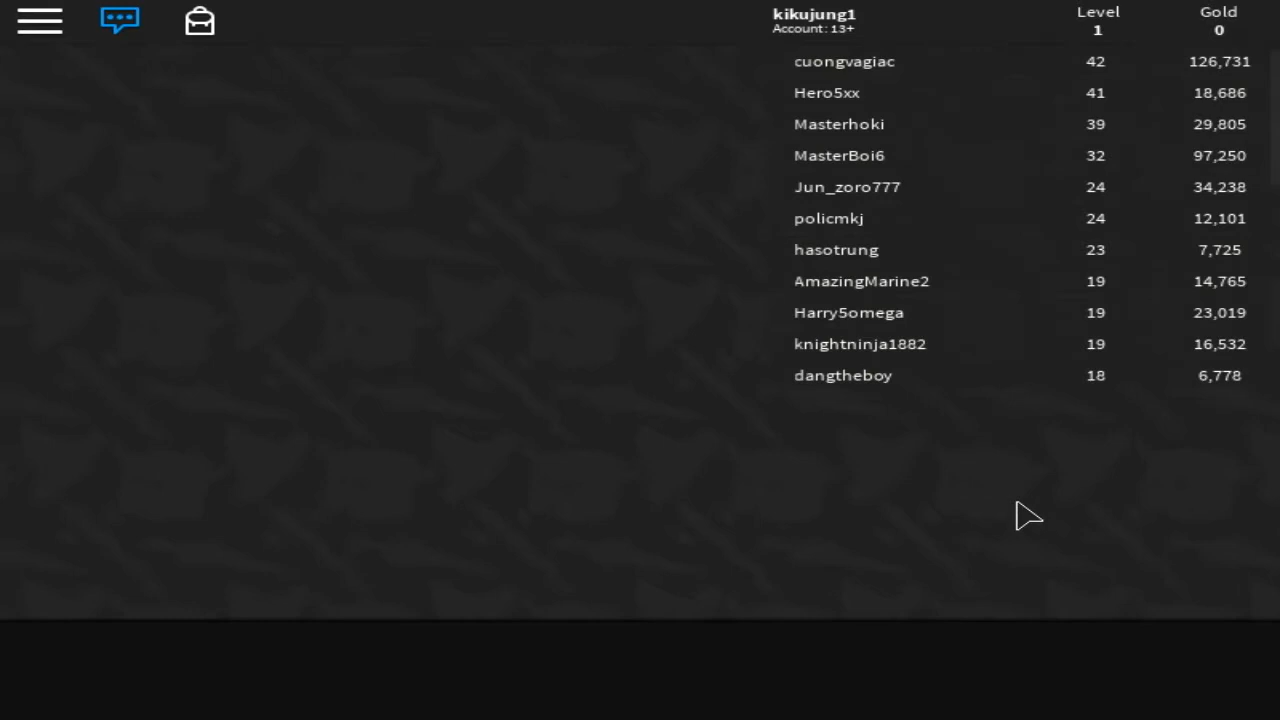 kikujung1 Level Gold
Account: 13+ 1 0
cuongvagiac 42 126,731
Hero5xx 41 18,686
Masterhoki 39 29,805
MasterBoi6 32 97,250
Jun_zoro777 24 34,238
policmkj 24 12,101
hasotrung 23 7,725
AmazingMarine2 19 14,765
Harry5omega 19 23,019
knightninja1882 19 16,532
dangtheboy 18 6,778